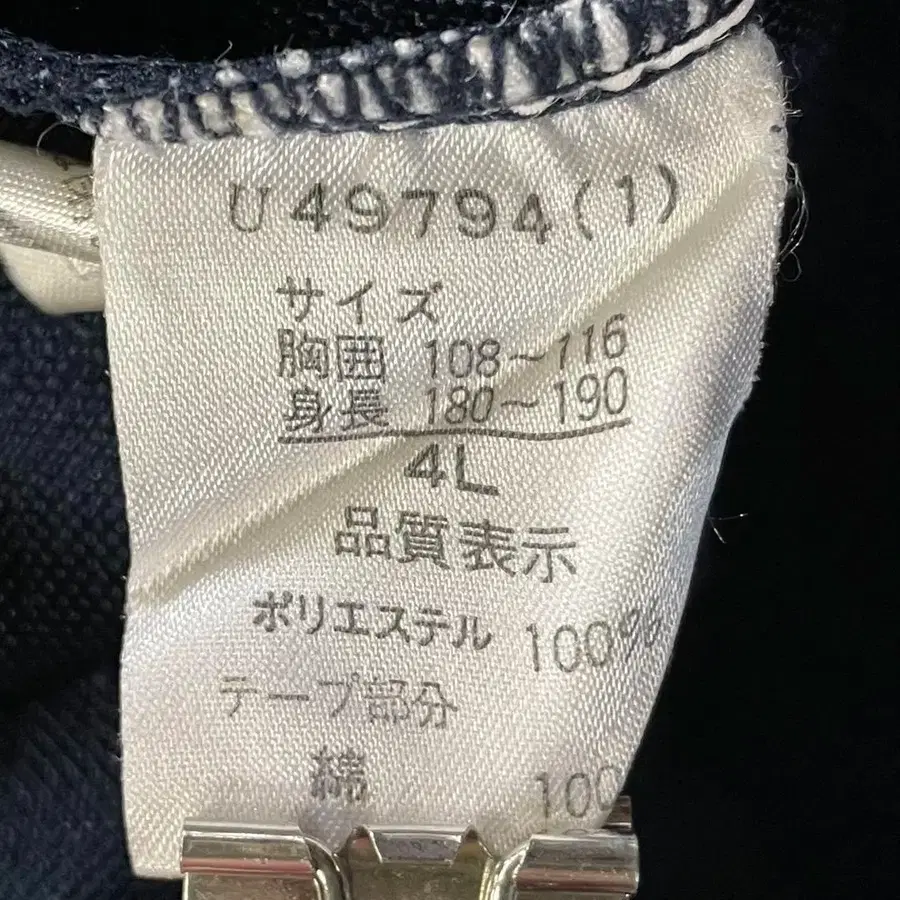 U49794(1)
サイズ
胸囲 108～116
身長 180～190
4L
品質表示
ポリエステル 100%
テープ部分
綿 100